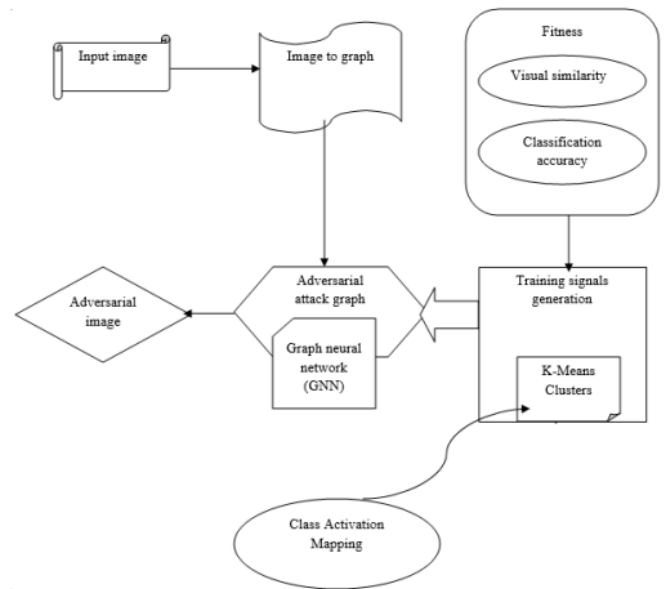 Input image
Image to graph
Fitness
Visual similarity
Classification
accuracy
Adversarial
image
Adversarial
attack graph
Graph neural
network
(GNN)
Training signals
generation
K-Means
Clusters
Class Activation
Mapping